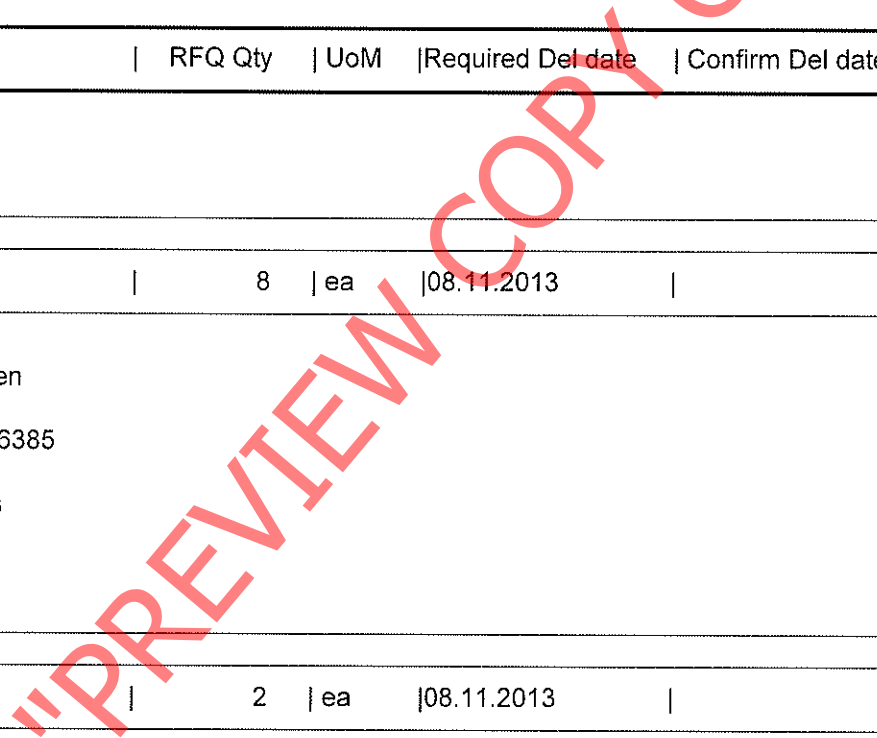 | RFQ Qty | UoM |Required Del date | Confirm Del date
| 8 | ea |08.11.2013 |
en
6385
| 2 | ea |08.11.2013 |
"PREVIEW COPY